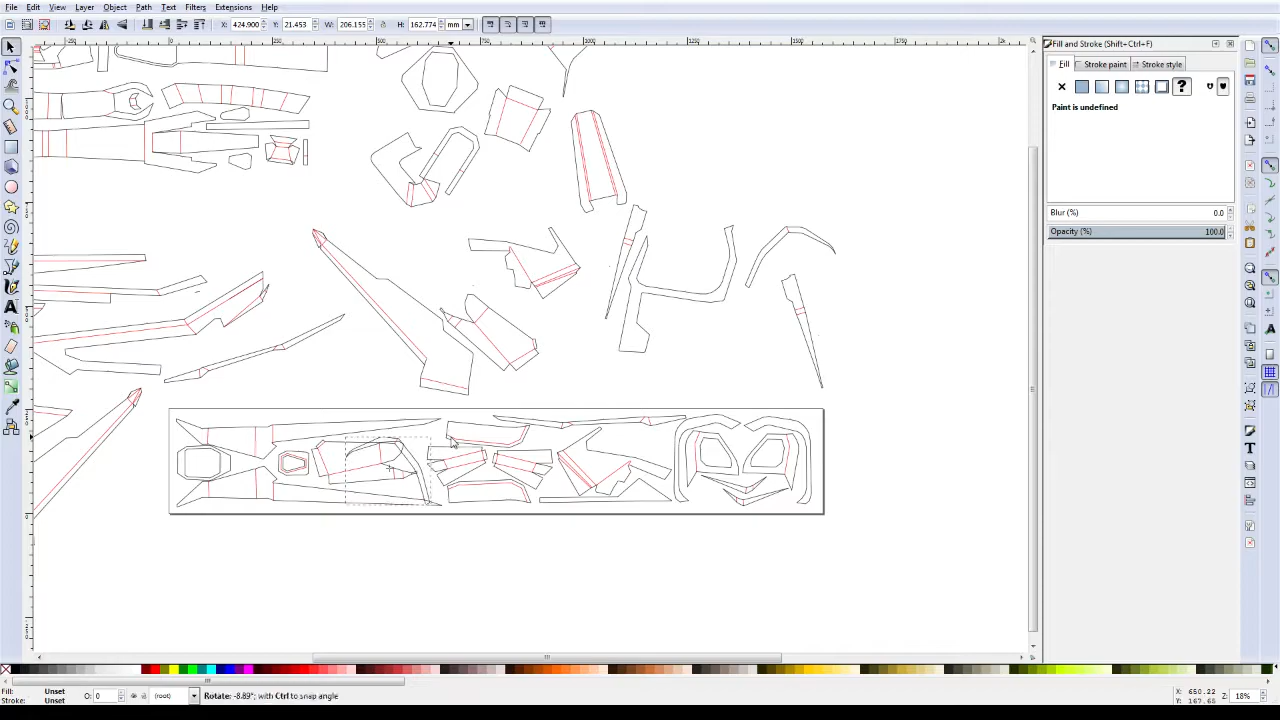 File Edit View Layer Object Path Text Filters Extensions Help
X: 424.900 Y: 21.453 W: 206.155 H: 162.774 mm
Fill and Stroke (Shift+Ctrl+F)
Fill Stroke paint Stroke style
Paint is undefined
Blur (%) 0.0
Opacity (%) 100.0
Fill: Unset
Stroke: Unset
O: 0
(root)
Rotate: -8.89°; with Ctrl to snap angle
X: 650.22
Y: 167.65
Z: 18%